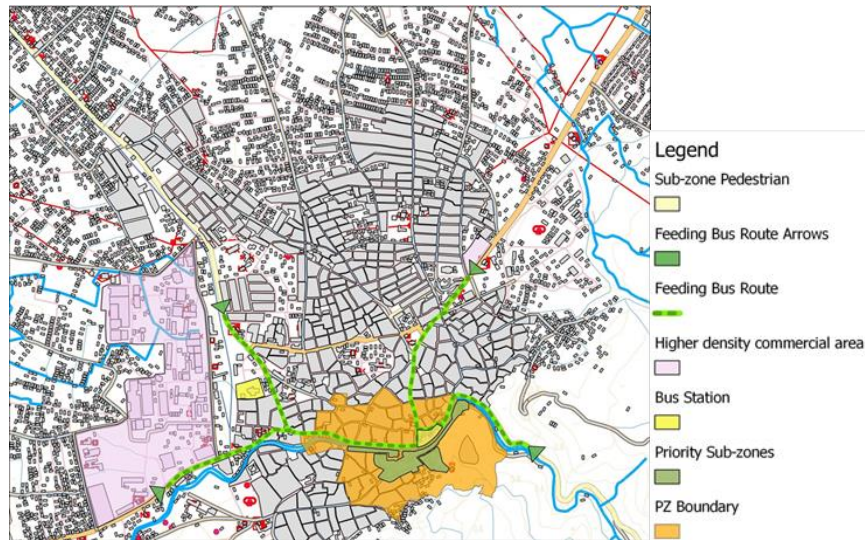 Legend
Sub-zone Pedestrian
Feeding Bus Route Arrows
Feeding Bus Route
Higher density commercial area
Bus Station
Priority Sub-zones
PZ Boundary